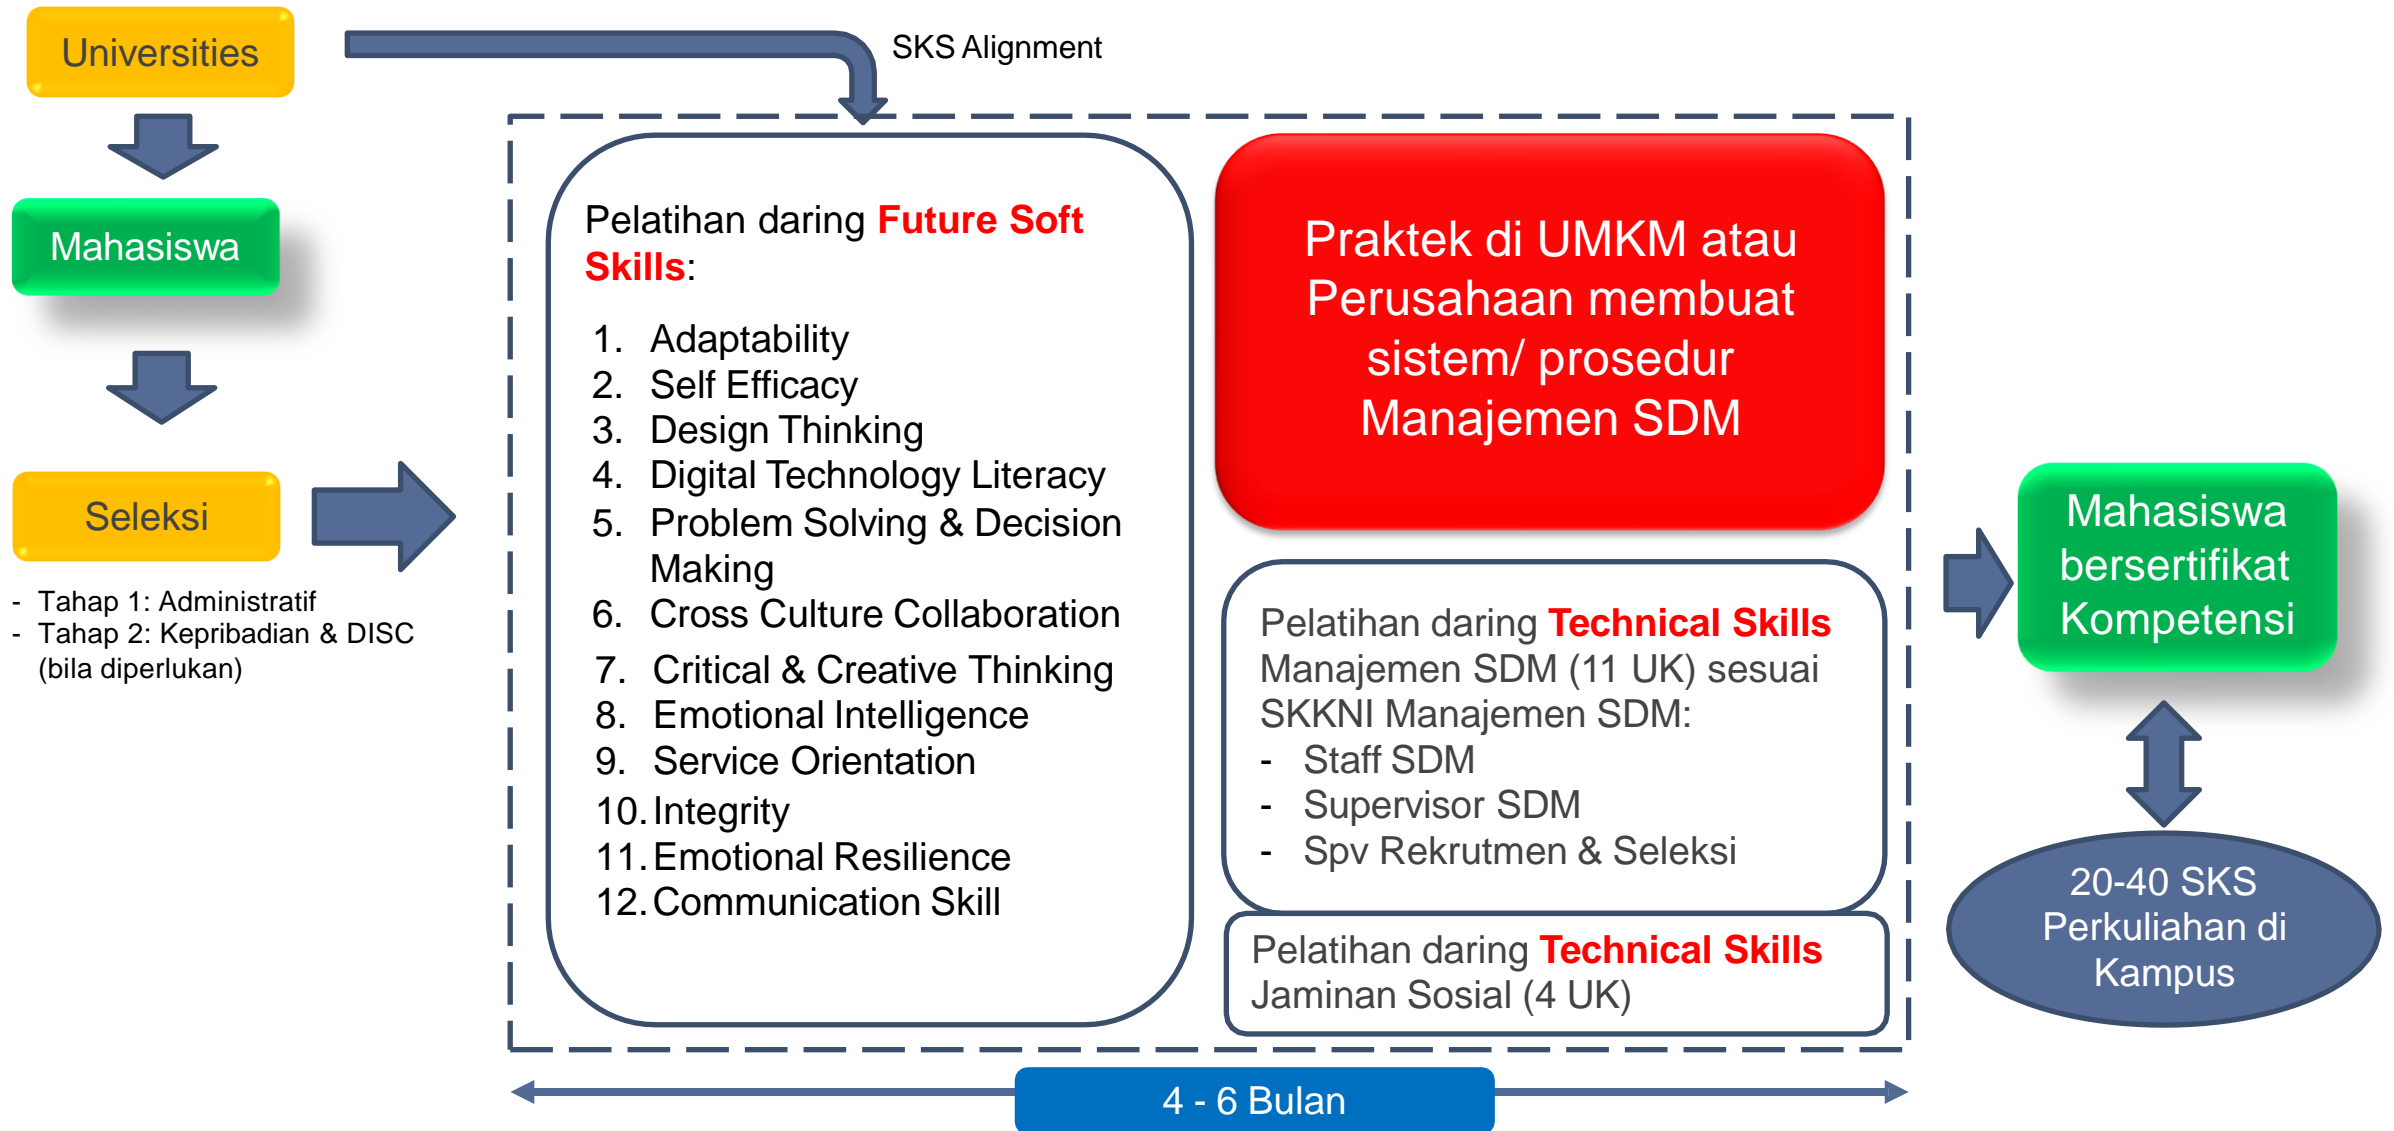 Universities
SKS Alignment
Mahasiswa
Seleksi
- Tahap 1: Administratif
- Tahap 2: Kepribadian & DISC
(bila diperlukan)
Pelatihan daring Future Soft
Skills:
1. Adaptability
2. Self Efficacy
3. Design Thinking
4. Digital Technology Literacy
5. Problem Solving & Decision
Making
6. Cross Culture Collaboration
7. Critical & Creative Thinking
8. Emotional Intelligence
9. Service Orientation
10. Integrity
11. Emotional Resilience
12. Communication Skill
Praktek di UMKM atau
Perusahaan membuat
sistem/ prosedur
Manajemen SDM
Pelatihan daring Technical Skills
Manajemen SDM (11 UK) sesuai
SKKNI Manajemen SDM:
- Staff SDM
- Supervisor SDM
- Spv Rekrutmen & Seleksi
Pelatihan daring Technical Skills
Jaminan Sosial (4 UK)
4 - 6 Bulan
Mahasiswa
bersertifikat
Kompetensi
20-40 SKS
Perkuliahan di
Kampus